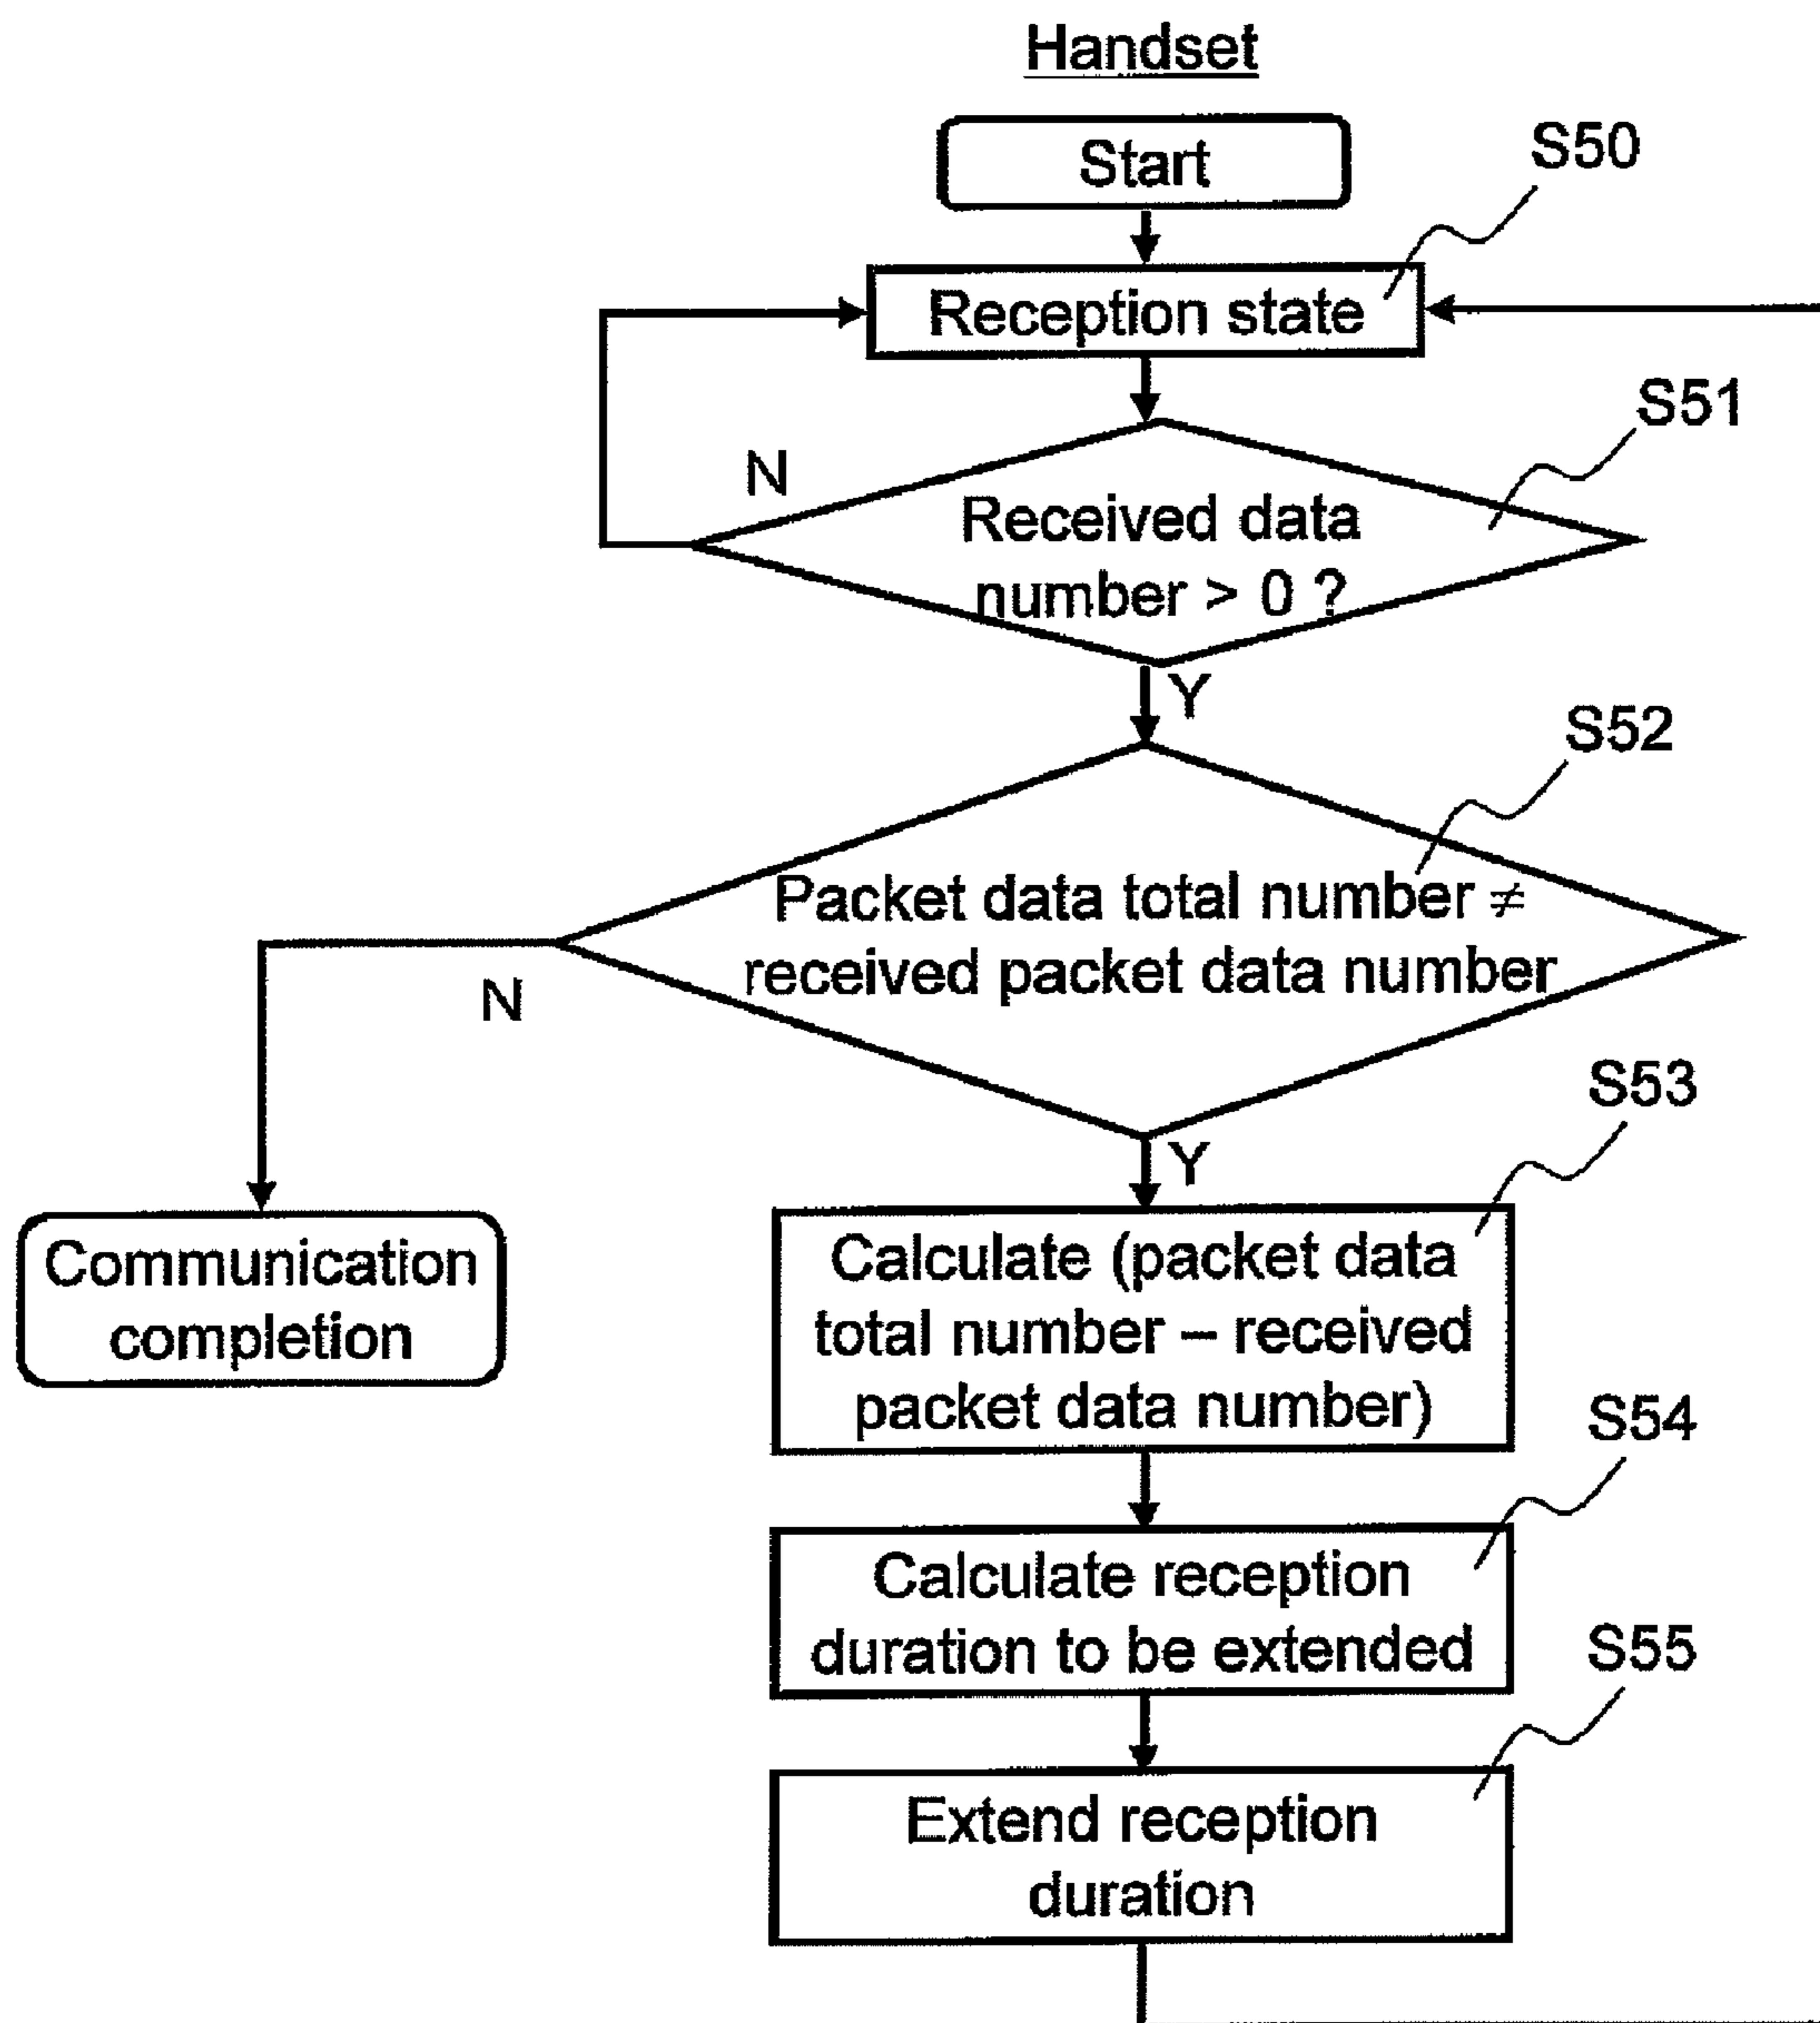 Handset
Start
S50
Reception state
S51
N
Received data
number > 0 ?
Y
S52
Packet data total number ≠
received packet data number
N
S53
Y
Calculate (packet data
total number – received
packet data number)
Communication
completion
S54
Calculate reception
duration to be extended
S55
Extend reception
duration